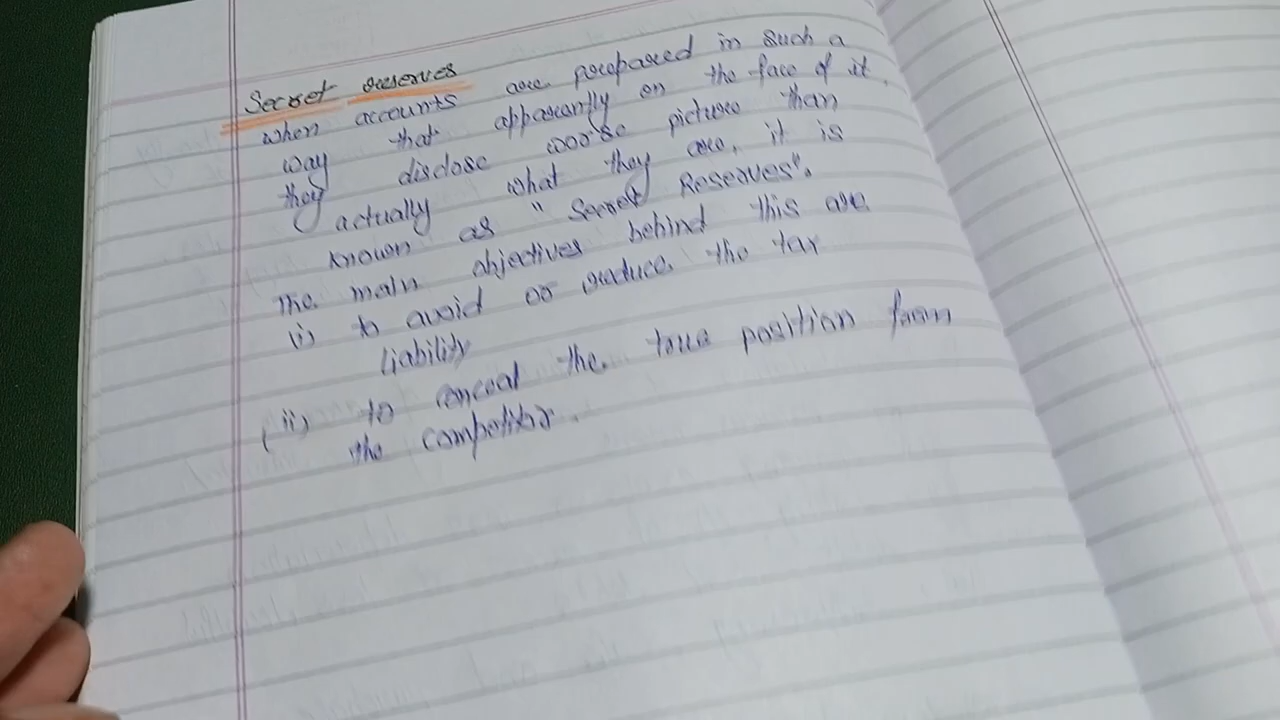 Secret reserves
when accounts are prepared in such a
way that apparently on the face of it,
they disclose worse picture than
actually what they are, it is
known as "Secret Reserves".
The main objectives behind this are
(i) to avoid or reduce the tax
liability
(ii) to conceal the true position from
the competitor.